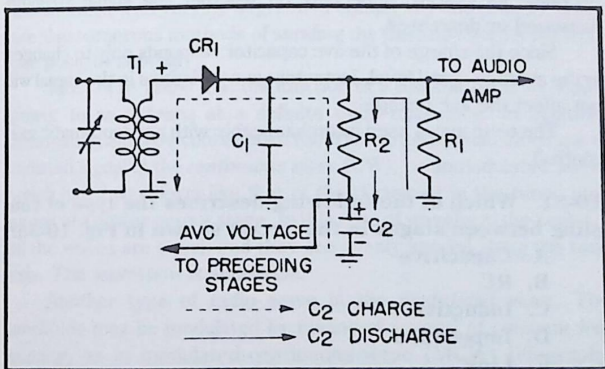 T1
+
CR1
TO AUDIO
AMP
C1
R2
R1
−
+
−
C2
AVC VOLTAGE
TO PRECEDING
STAGES
C2 CHARGE
C2 DISCHARGE